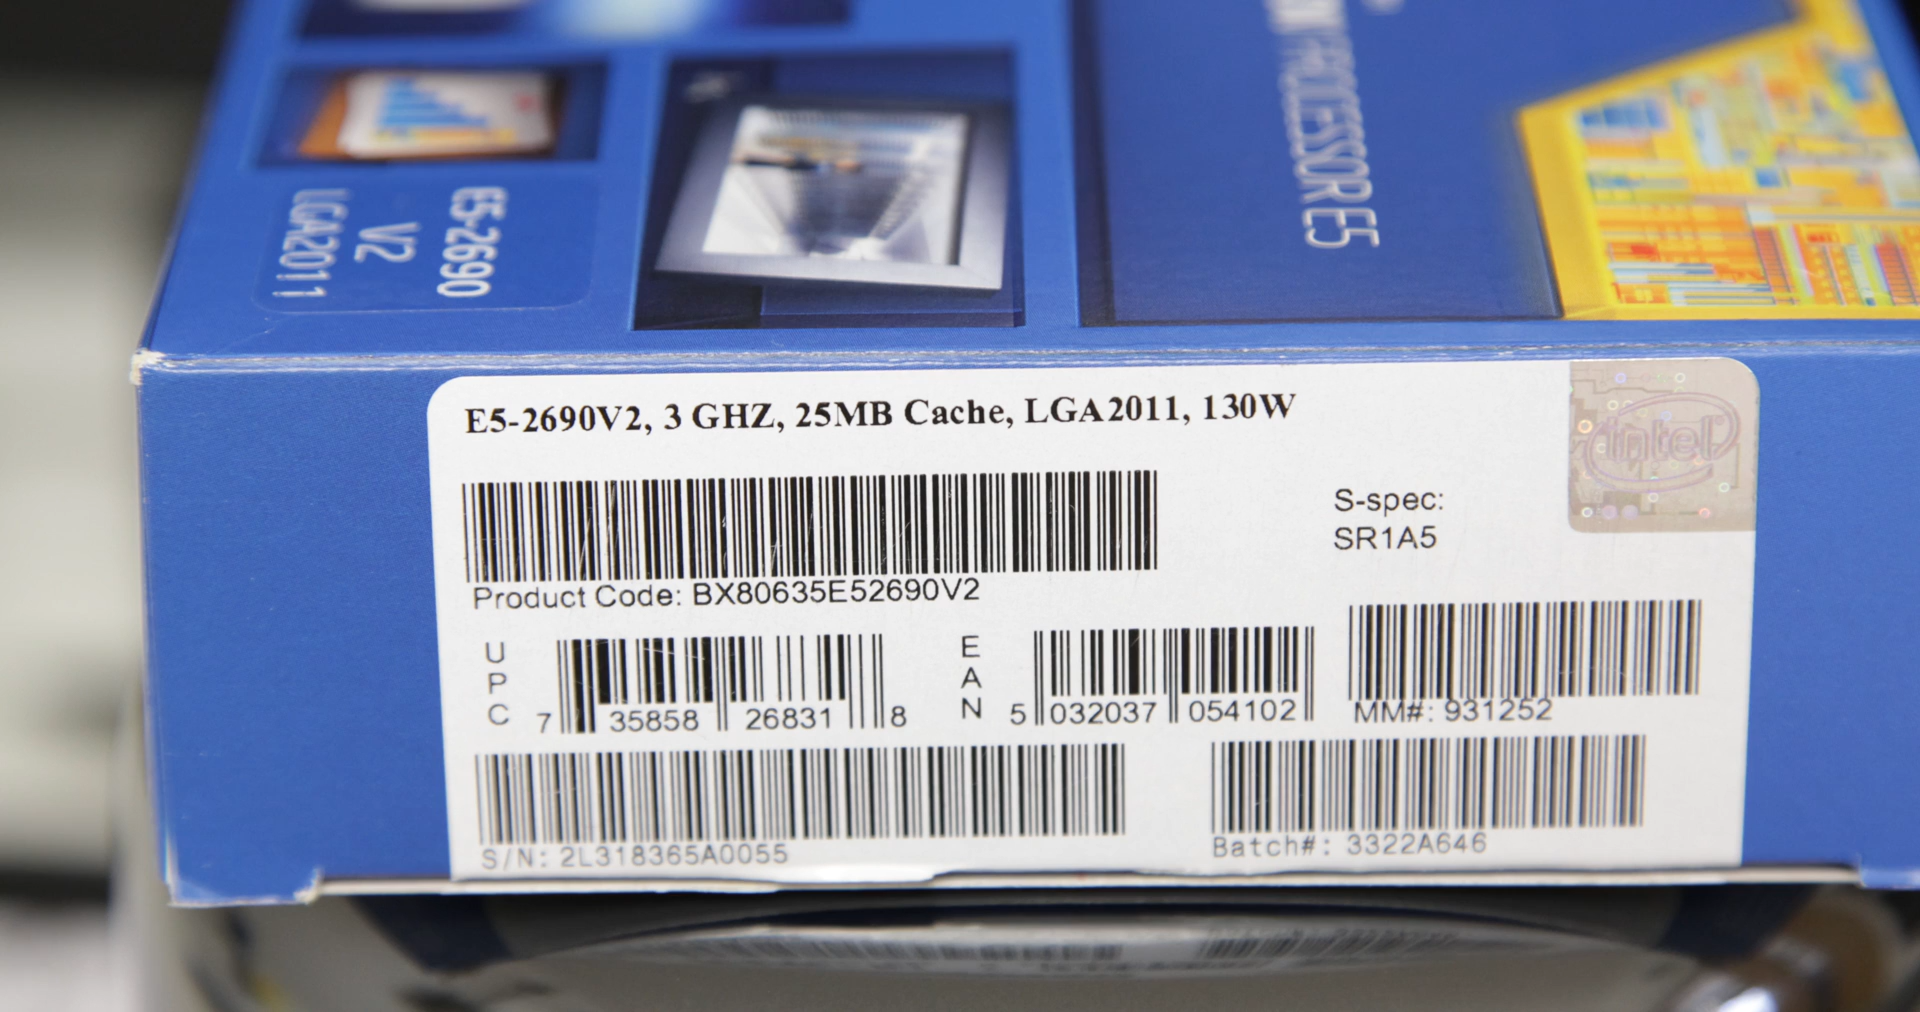 E5-2690
V2
LGA2011
PROCESSOR E5
E5-2690V2, 3 GHZ, 25MB Cache, LGA2011, 130W
intel
S-spec:
SR1A5
Product Code: BX80635E52690V2
UPC
7 35858 26831 8
EAN
5 032037 054102
MM#: 931252
S/N: 2L318365A0055
Batch#: 3322A646